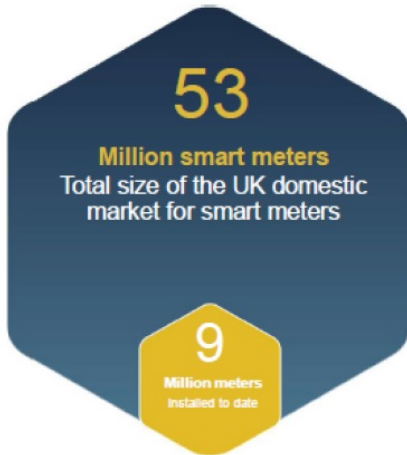 53
Million smart meters
Total size of the UK domestic
market for smart meters
9
Million meters
Installed to date